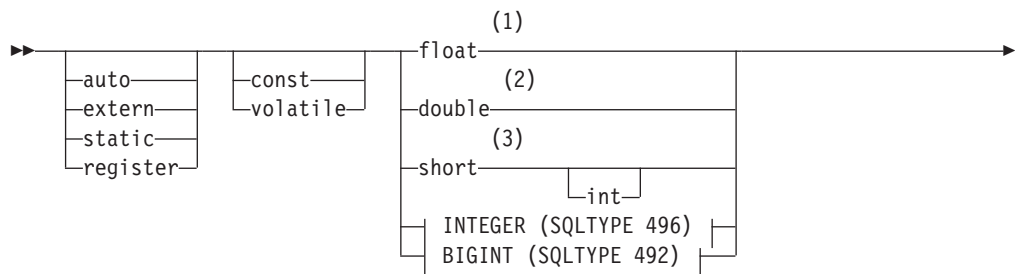 (1)
float
(2)
auto const
extern volatile double
static (3)
register short
int
INTEGER (SQLTYPE 496)
BIGINT (SQLTYPE 492)